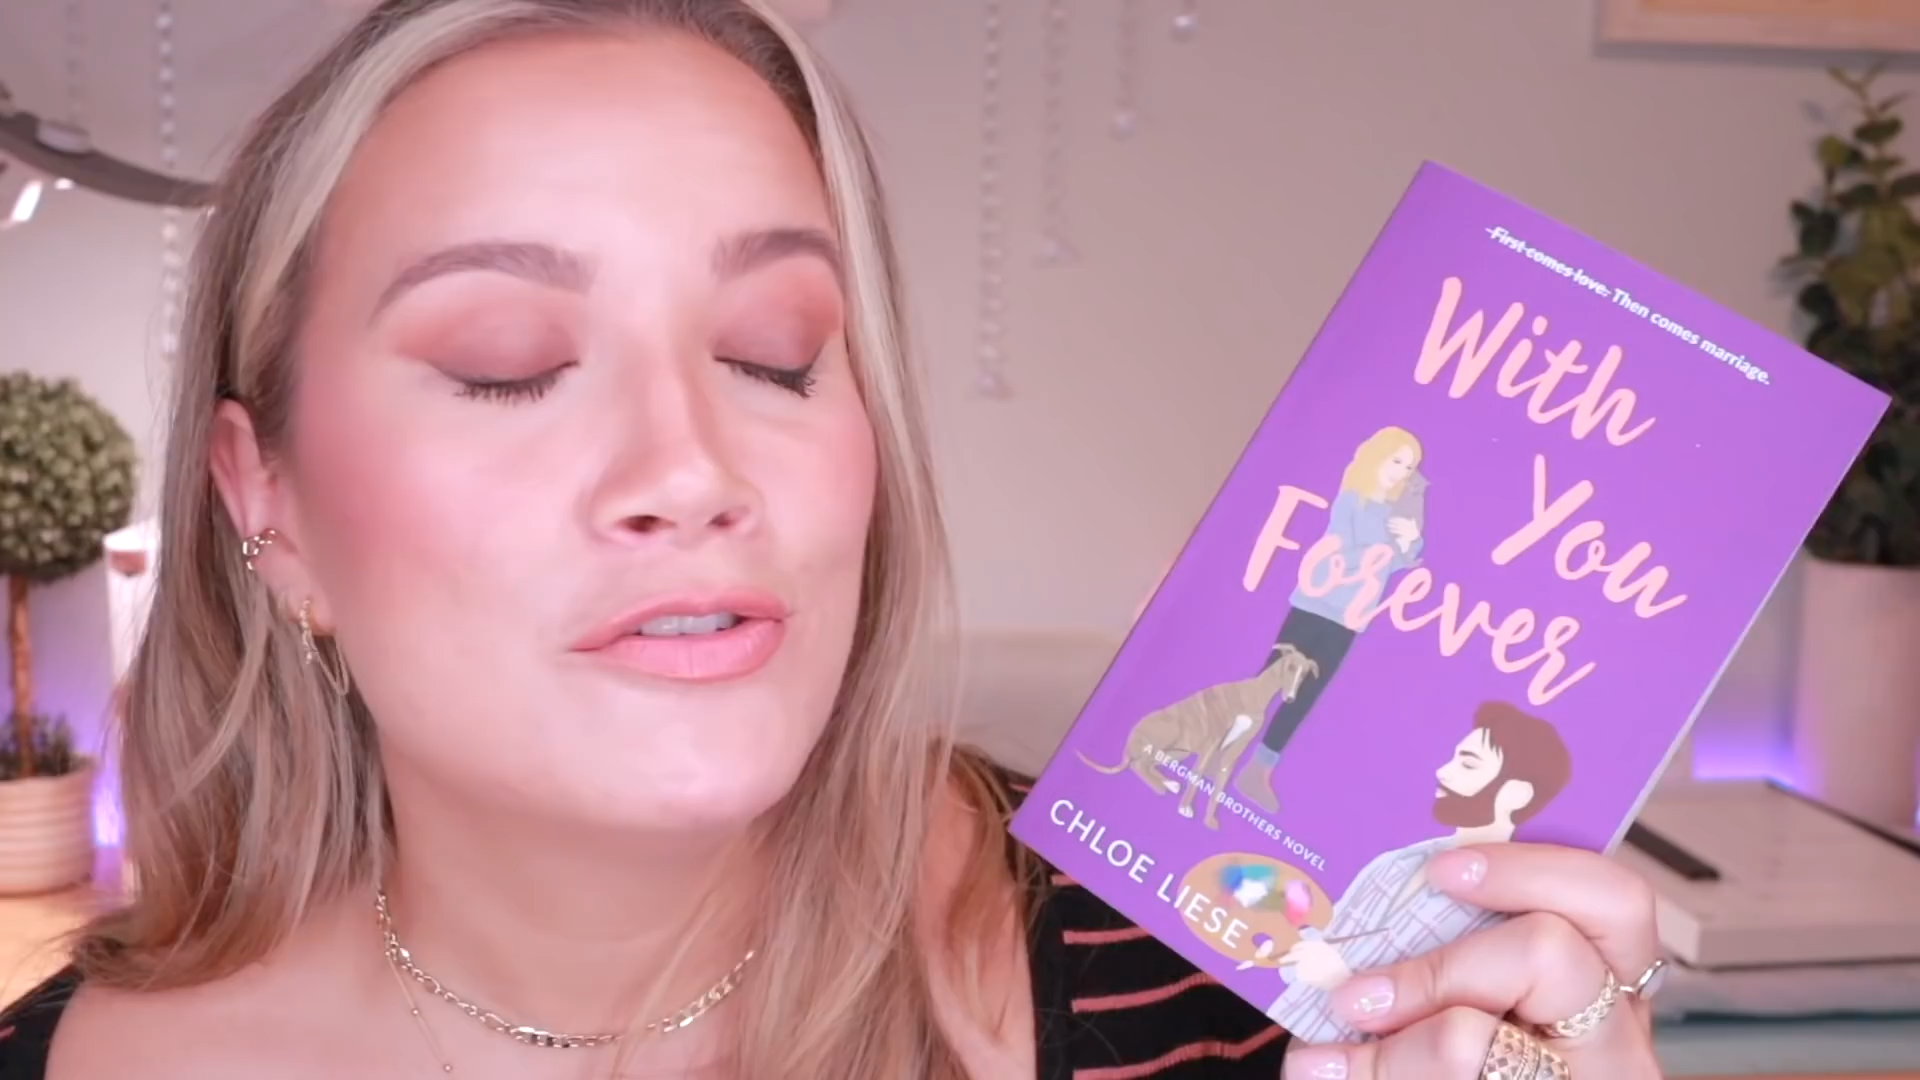 First comes love. Then comes marriage.
With
You
Forever
A BERGMAN BROTHERS NOVEL
CHLOE LIESE